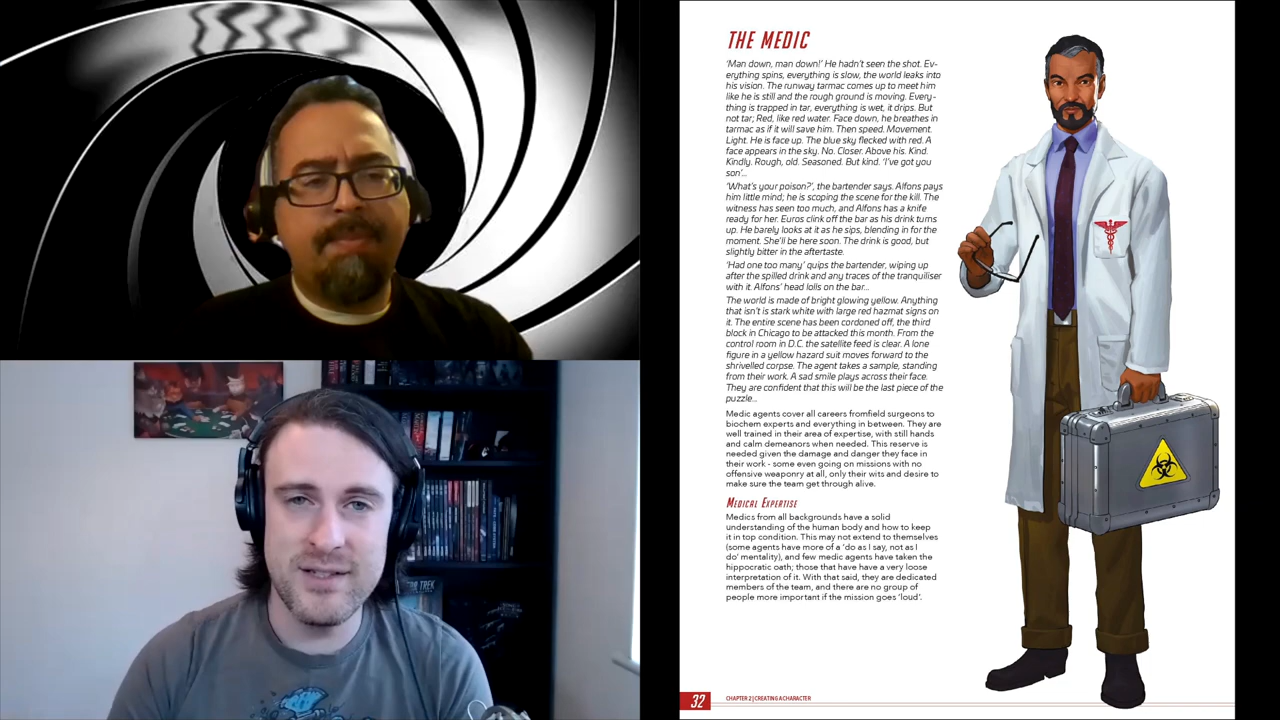 THE MEDIC
'Man down, man down!' He hadn't seen the shot. Ev-
erything spins, everything is slow, the world leaks into
his vision. The runway tarmac comes up to meet him
like he is still and the rough ground is moving. Every-
thing is trapped in tar, everything is wet, it drips. But
not tar; Red, like red water. Face down, he breathes in
tarmac as if it will save him. Then speed. Movement.
Light. He is face up. The blue sky flecked with red. A
face appears in the sky. No. Closer. Above his. Kind.
Kindly. Rough, old. Seasoned. But kind. 'I've got you
son'...
'What's your poison?', the bartender says. Alfons pays
him little mind; he is scoping the scene for the kill. The
witness has seen too much, and Alfons has a knife
ready for her. Euros clink off the bar as his drink turns
up. He barely looks at it as he sips, blending in for the
moment. She'll be here soon. The drink is good, but
slightly bitter in the aftertaste.
'Had one too many' quips the bartender, wiping up
after the spilled drink and any traces of the tranquiliser
with it. Alfons' head lolls on the bar...
The world is made of bright glowing yellow. Anything
that isn't is stark white with large red hazmat signs on
it. The entire scene has been cordoned off, the third
block in Chicago to be attacked this month. From the
control room in D.C. the satellite feed is clear. A lone
figure in a yellow hazard suit moves forward to the
shrivelled corpse. The agent takes a sample, standing
from their work. A sad smile plays across their face.
They are confident that this will be the last piece of the
puzzle...
Medic agents cover all careers fromfield surgeons to
biochem experts and everything in between. They are
well trained in their area of expertise, with still hands
and calm demeanors when needed. This reserve is
needed given the damage and danger they face in
their work - some even going on missions with no
offensive weaponry at all, only their wits and desire to
make sure the team get through alive.
MEDICAL EXPERTISE
Medics from all backgrounds have a solid
understanding of the human body and how to keep
it in top condition. This may not extend to themselves
(some agents have more of a 'do as I say, not as I
do' mentality), and few medic agents have taken the
hippocratic oath; those that have have a very loose
interpretation of it. With that said, they are dedicated
members of the team, and there are no group of
people more important if the mission goes 'loud'.
32
CHAPTER 2 | CREATING A CHARACTER
STAR TREK